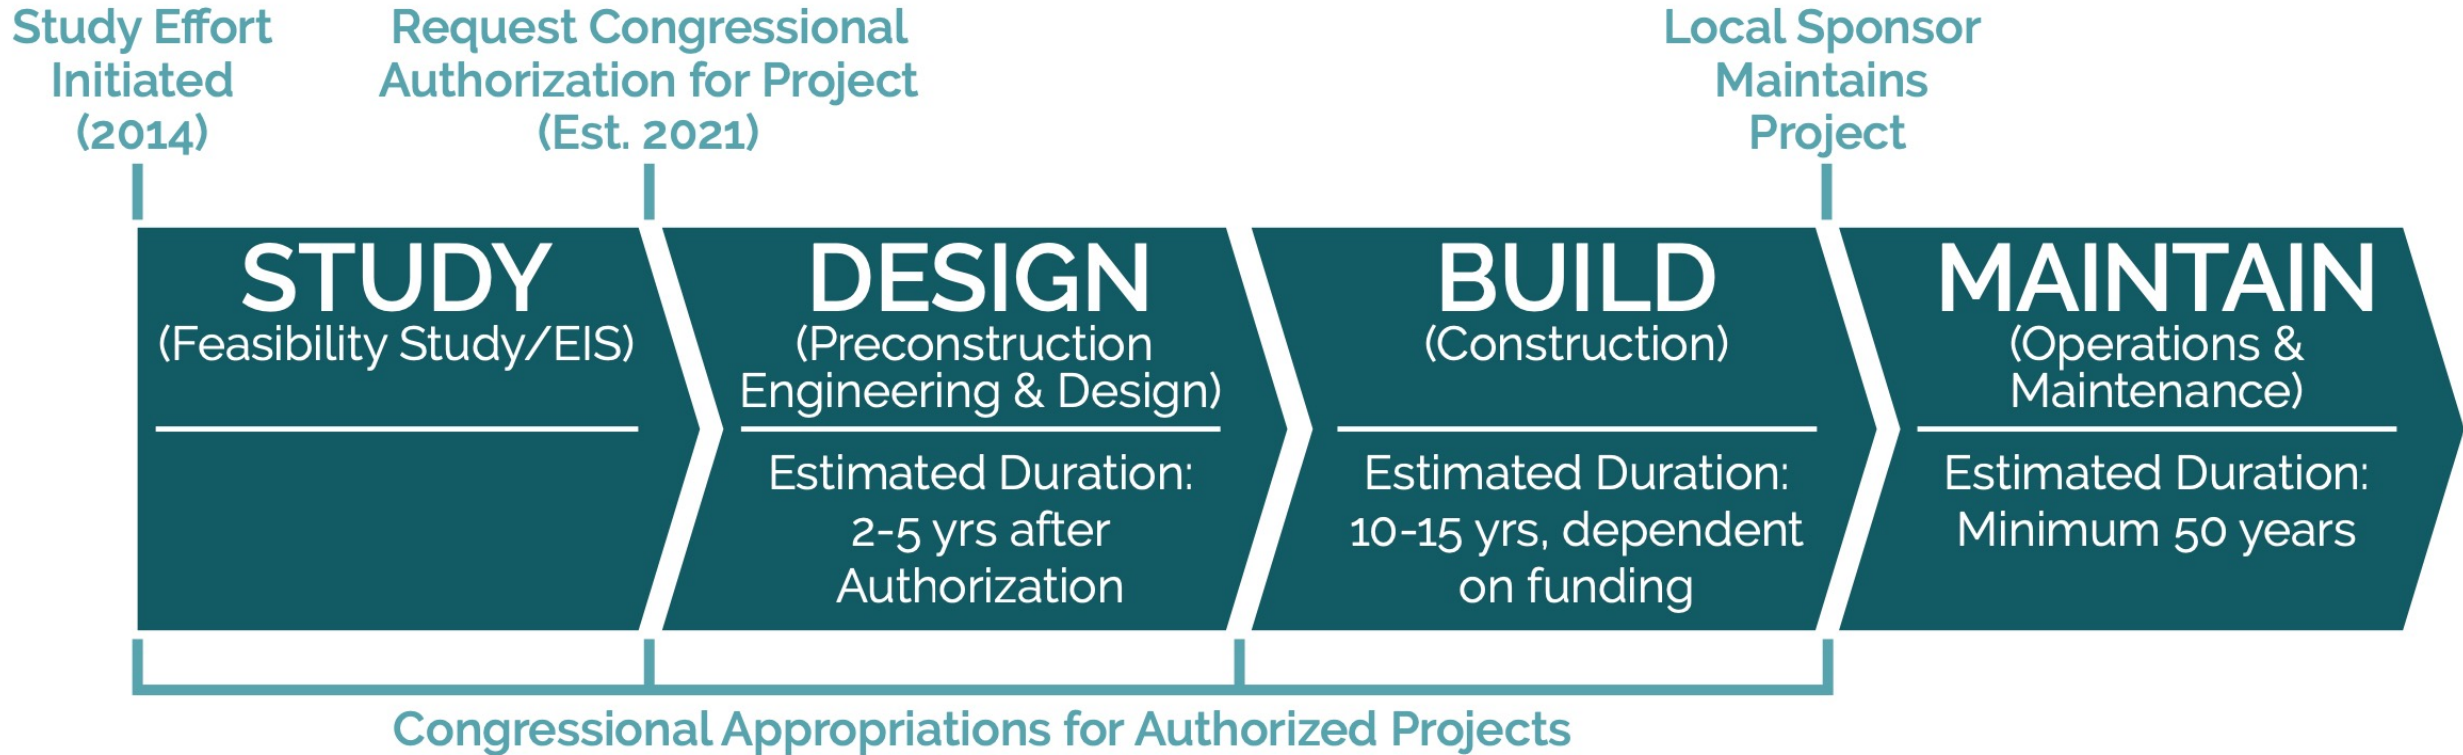 Study Effort
Initiated
(2014)
Request Congressional
Authorization for Project
(Est. 2021)
Local Sponsor
Maintains
Project
STUDY
(Feasibility Study/EIS)
DESIGN
(Preconstruction
Engineering & Design)
Estimated Duration:
2-5 yrs after
Authorization
BUILD
(Construction)
Estimated Duration:
10-15 yrs, dependent
on funding
MAINTAIN
(Operations &
Maintenance)
Estimated Duration:
Minimum 50 years
Congressional Appropriations for Authorized Projects